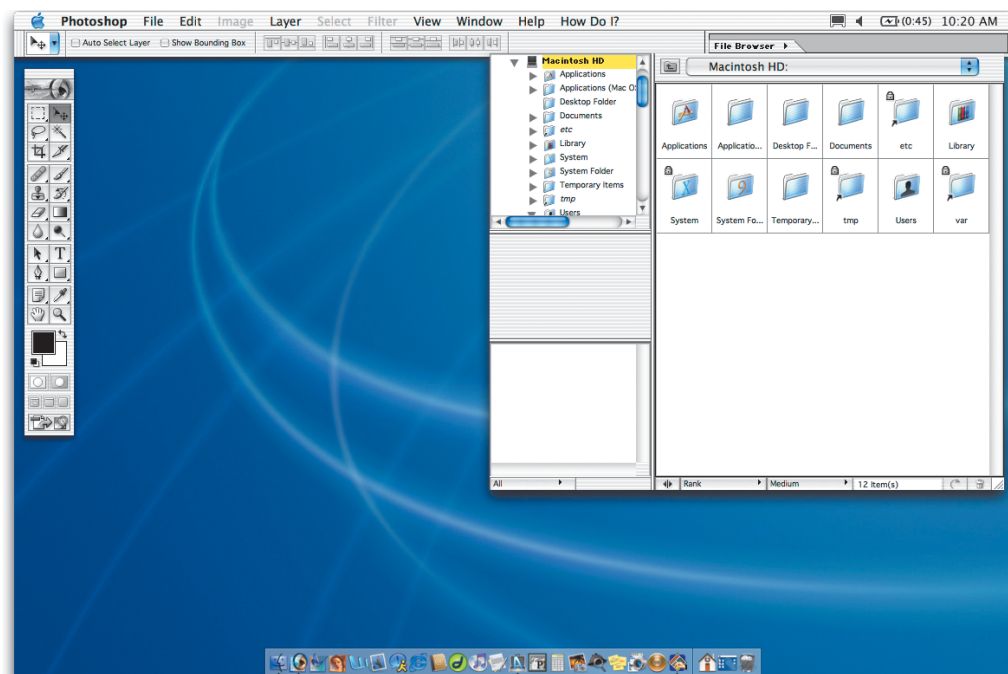 Photoshop File Edit Image Layer Select Filter View Window Help How Do I? (0:45) 10:20 AM
Auto Select Layer Show Bounding Box
File Browser
Macintosh HD
Applications
Applications (Mac O
Desktop Folder
Documents
etc
Library
System
System Folder
Temporary Items
tmp
Users
Macintosh HD:
Applications Applicatio... Desktop F... Documents etc Library
System System Fo... Temporary... tmp Users var
All
Rank Medium 12 Item(s)